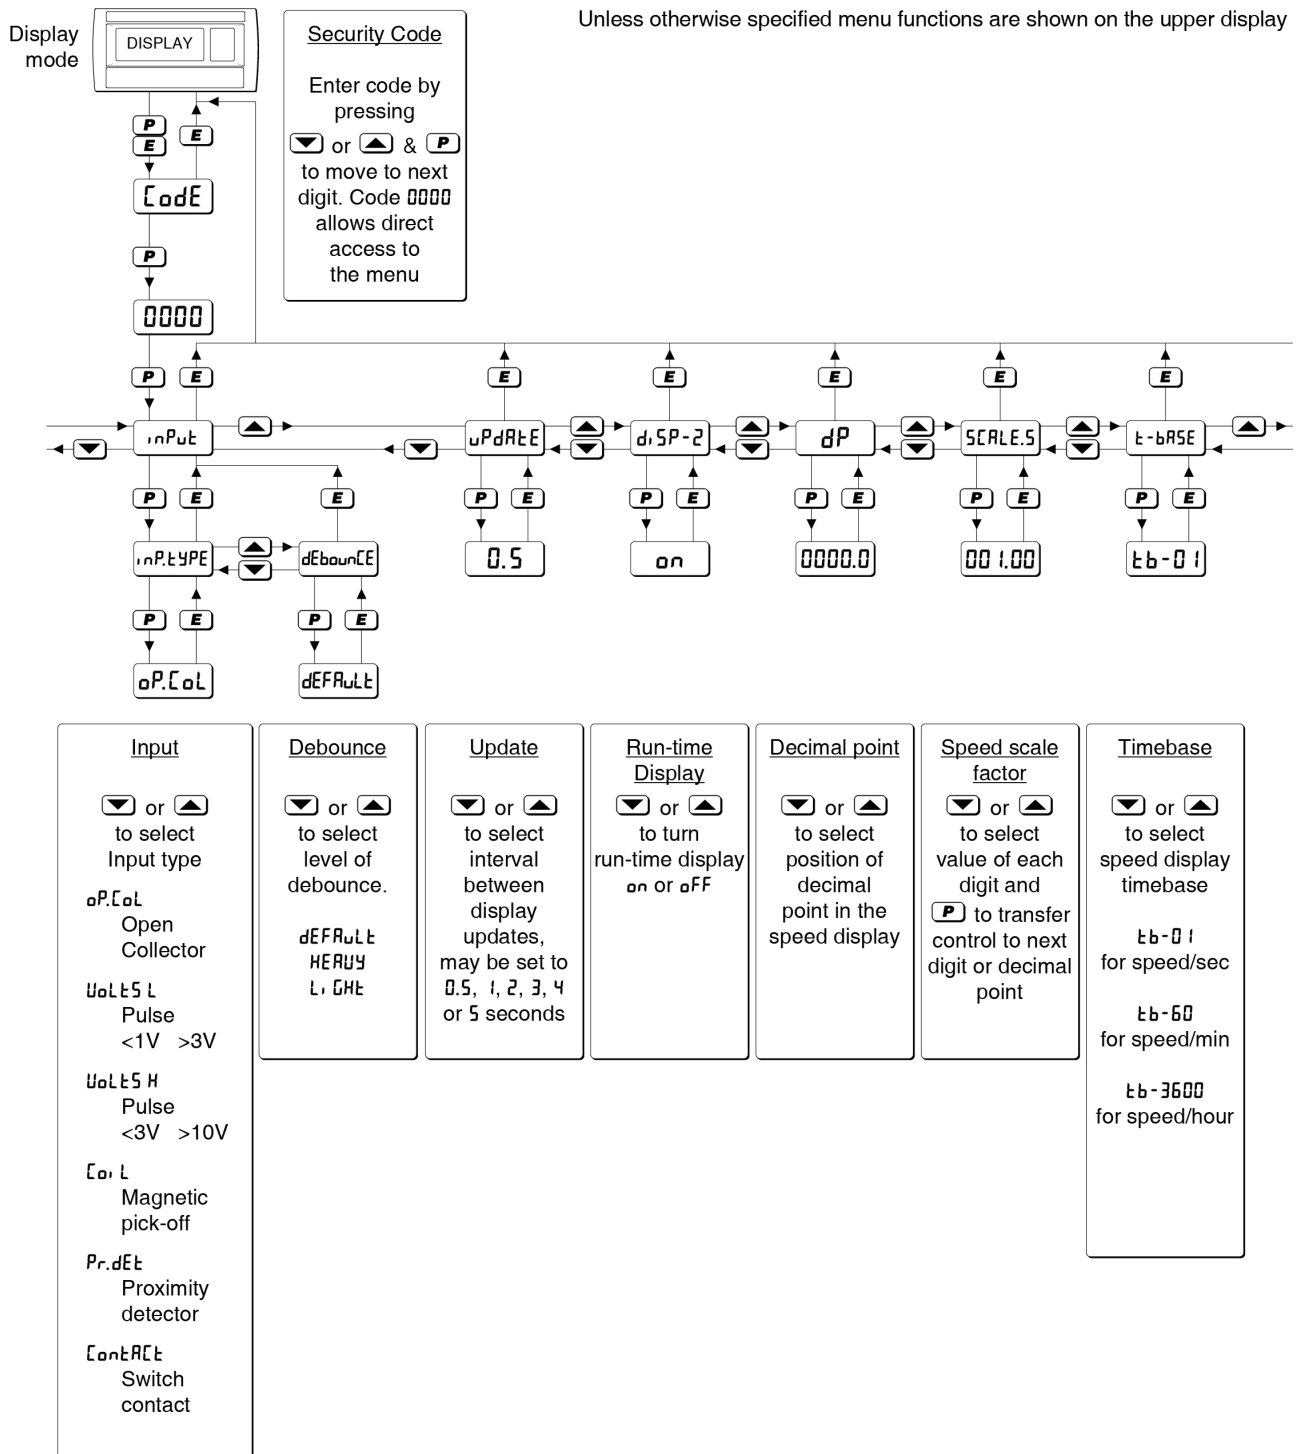 Unless otherwise specified menu functions are shown on the upper display
Display
mode
DISPLAY
Security Code
Enter code by
pressing
or & P
to move to next
digit. Code 0000
allows direct
access to
the menu
P
E
E
CodE
P
0000
P E E E E E E
inPut uPdAtE diSP-2 dP SCALE.S t-bASE
P E E P E P E P E P E P E
inP.tYPE dEbounCE 0.5 on 0000.0 001.00 tb-01
P E P E
oP.CoL dEFAuLt
Input
or
to select
Input type
oP.CoL
Open
Collector
VoLtS L
Pulse
<1V >3V
VoLtS H
Pulse
<3V >10V
CoiL
Magnetic
pick-off
Pr.dEt
Proximity
detector
ContACt
Switch
contact
Debounce
or
to select
level of
debounce.
dEFAuLt
HEAVY
LiGHt
Update
or
to select
interval
between
display
updates,
may be set to
0.5, 1, 2, 3, 4
or 5 seconds
Run-time
Display
or
to turn
run-time display
on or oFF
Decimal point
or
to select
position of
decimal
point in the
speed display
Speed scale
factor
or
to select
value of each
digit and
P to transfer
control to next
digit or decimal
point
Timebase
or
to select
speed display
timebase
tb-01
for speed/sec
tb-60
for speed/min
tb-3600
for speed/hour